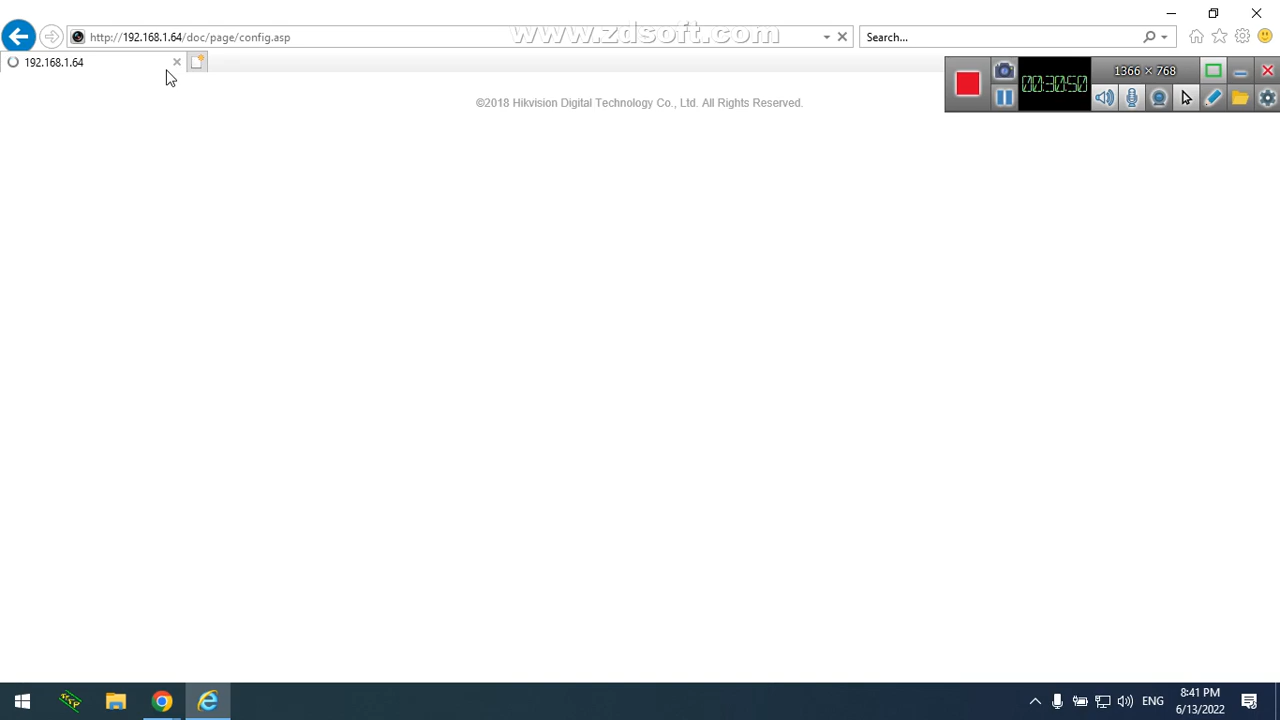 http://192.168.1.64/doc/page/config.asp
www.zdsoft.com
Search...
192.168.1.64
©2018 Hikvision Digital Technology Co., Ltd. All Rights Reserved.
00:30:50
1366 × 768
ENG
8:41 PM
6/13/2022